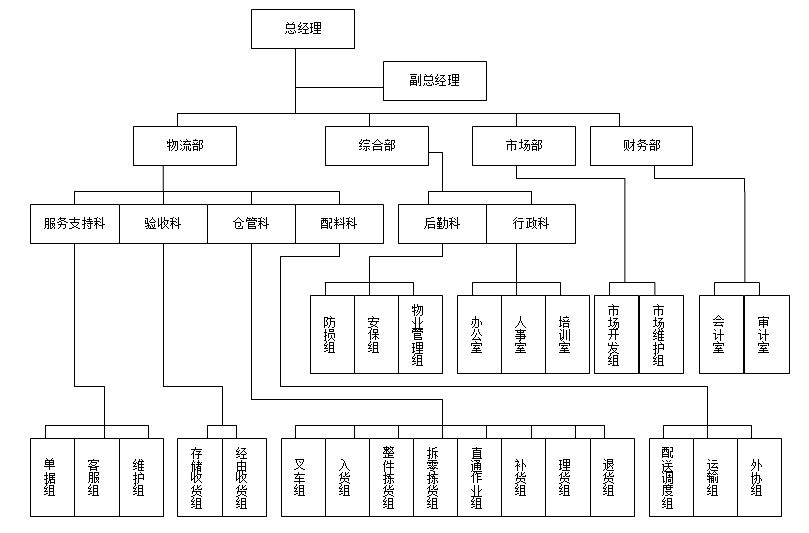 总经理
副总经理
物流部
综合部
市场部
财务部
服务支持科
验收科
仓管科
配料科
后勤科
行政科
防损组
安保组
物业管理组
办公室
人事室
培训室
市场开发组
市场维护组
会计室
审计室
单据组
客服组
维护组
存储收货组
经由收货组
叉车组
入货组
整件拣货组
拆零拣货组
直通作业组
补货组
理货组
退货组
配送调度组
运输组
外协组